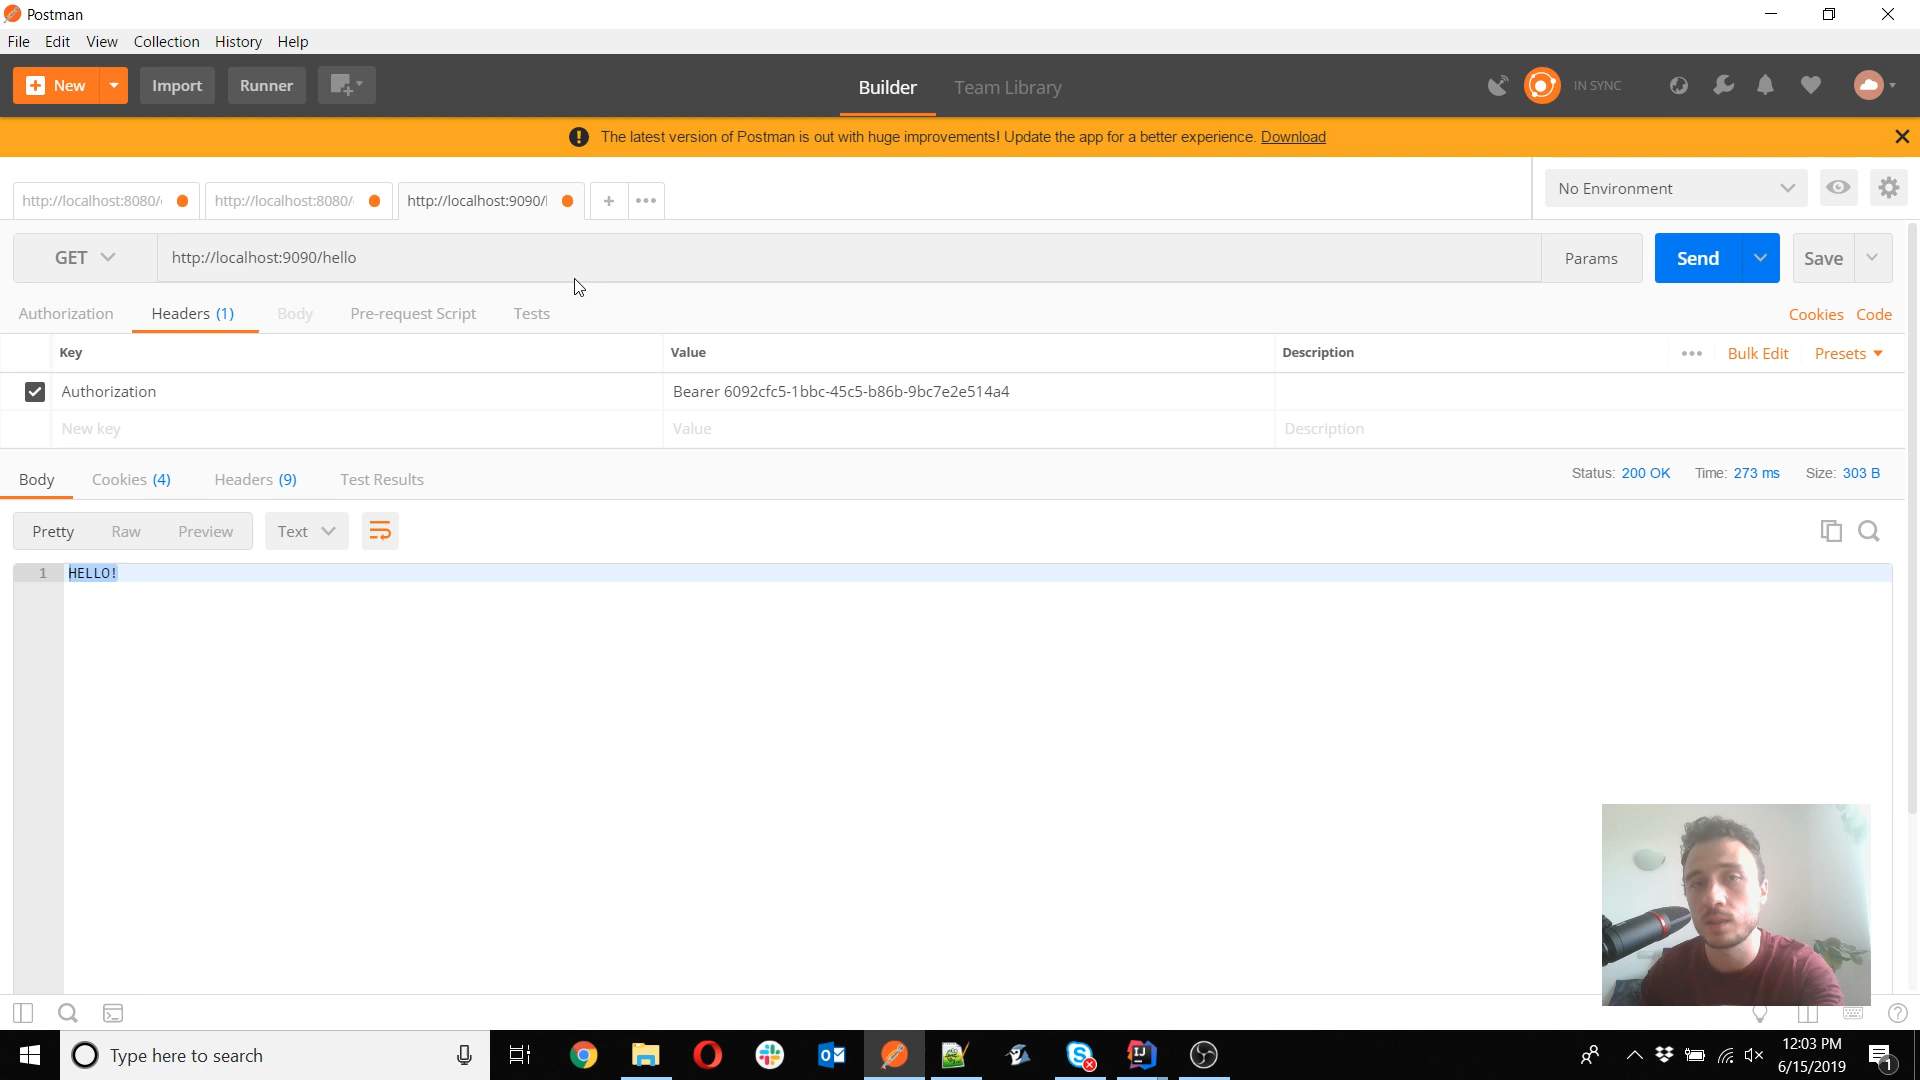 Postman
File Edit View Collection History Help
New Import Runner Builder Team Library IN SYNC
The latest version of Postman is out with huge improvements! Update the app for a better experience. Download
http://localhost:8080/ http://localhost:8080/ http://localhost:9090/ + No Environment
GET http://localhost:9090/hello Params Send Save
Authorization Headers (1) Body Pre-request Script Tests Cookies Code
Key Value Description Bulk Edit Presets
Authorization Bearer 6092cfc5-1bbc-45c5-b86b-9bc7e2e514a4
New key Value Description
Body Cookies (4) Headers (9) Test Results Status: 200 OK Time: 273 ms Size: 303 B
Pretty Raw Preview Text
1 HELLO!
Type here to search 12:03 PM
6/15/2019 1